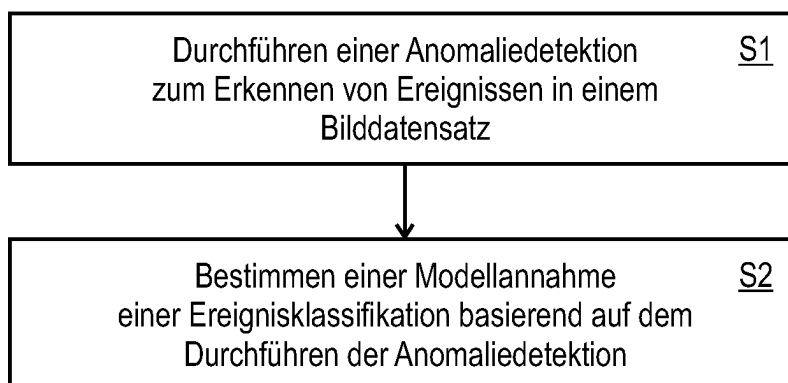 Durchführen einer Anomaliedetektion S1
zum Erkennen von Ereignissen in einem
Bilddatensatz
Bestimmen einer Modellannahme S2
einer Ereignisklassifikation basierend auf dem
Durchführen der Anomaliedetektion